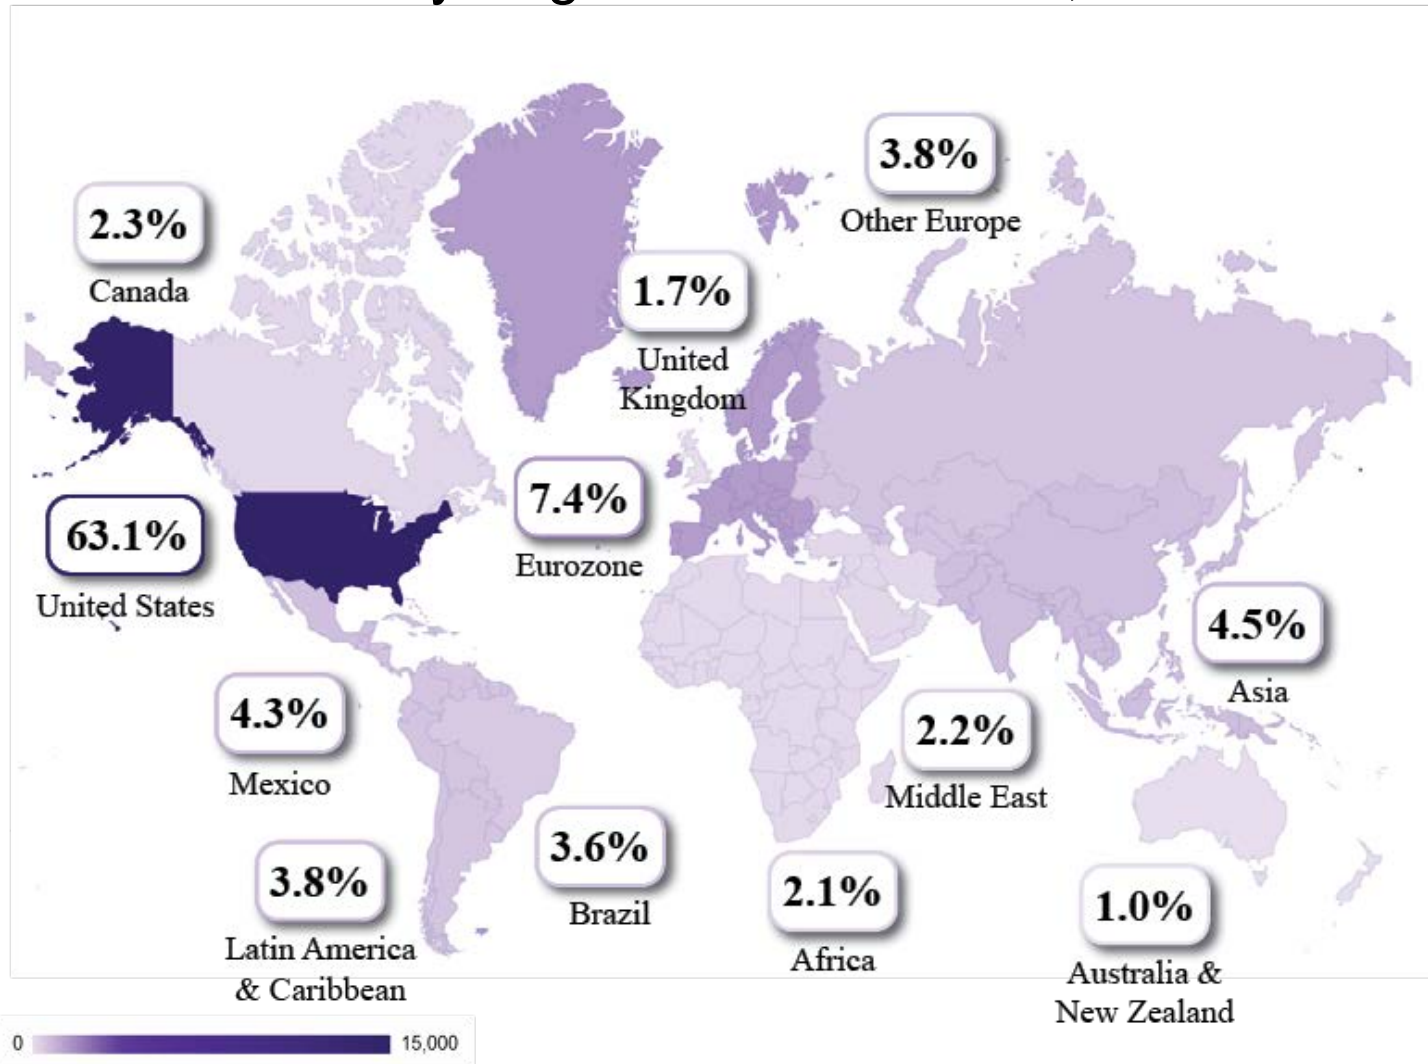 3.8%
Other Europe
2.3%
Canada
1.7%
United
Kingdom
7.4%
Eurozone
63.1%
United States
4.5%
Asia
4.3%
Mexico
2.2%
Middle East
3.6%
Brazil
3.8%
Latin America
& Caribbean
2.1%
Africa
1.0%
Australia &
New Zealand
0
15,000